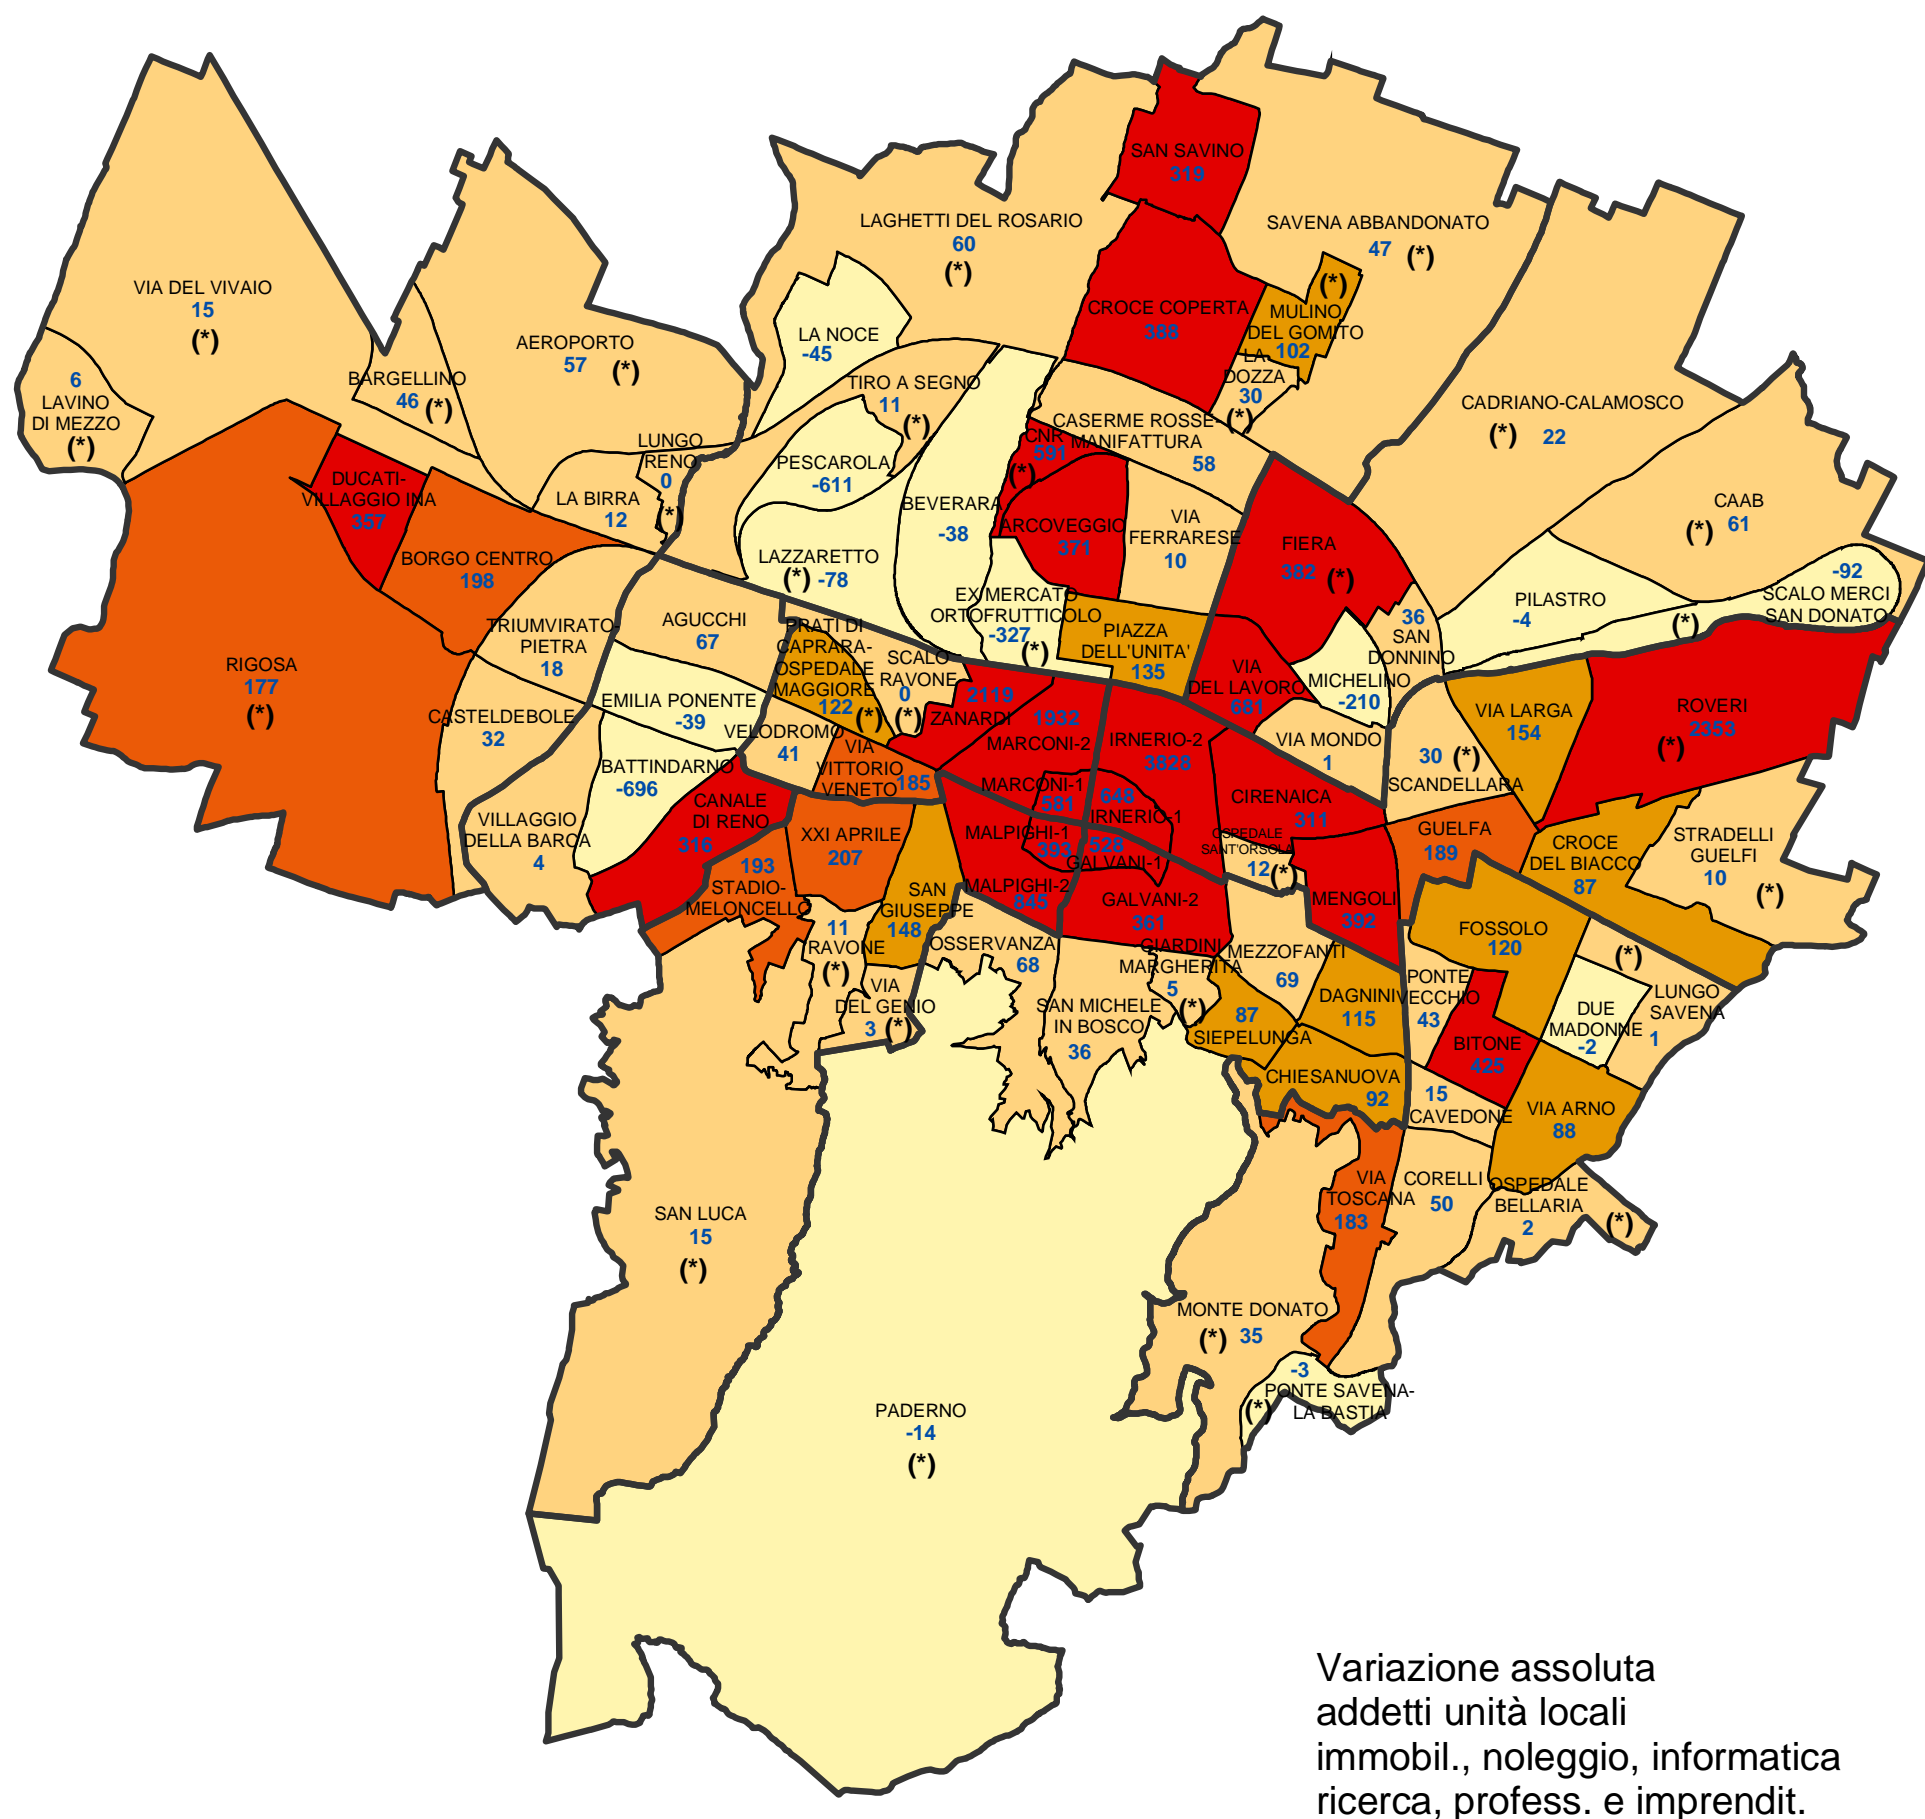 SAN SAVINO
319
LAGHETTI DEL ROSARIO
60
(*)
SAVENA ABBANDONATO
47 (*)
VIA DEL VIVAIO
15
(*)
AEROPORTO
57 (*)
LA NOCE
-45
CROCE COPERTA
388
(*)
MULINO
DEL GOMITO
102
LA
DOZZA
30
(*)
6
LAVINO
DI MEZZO
(*)
BARGELLINO
46 (*)
TIRO A SEGNO
11
(*)
CADRIANO-CALAMOSCO
(*) 22
CASERME ROSSE-
MANIFATTURA
58
CNR
591
(*)
LUNGO
RENO
0
(*)
PESCAROLA
-611
DUCATI-
VILLAGGIO INA
357
LA BIRRA
12
BEVERARA
-38
CAAB
(*) 61
ARCOVEGGIO
371
VIA
FERRARESE
10
FIERA
382 (*)
BORGO CENTRO
198
LAZZARETTO
(*) -78
EX MERCATO
ORTOFRUTTICOLO
-327
(*)
PILASTRO
-4
-92
SCALO MERCI
SAN DONATO
(*)
36
SAN
DONNINO
TRIUMVIRATO-
PIETRA
18
AGUCCHI
67
PRATI DI
CAPRARA-
OSPEDALE
MAGGIORE
122 (*)
SCALO
RAVONE
0
(*)
PIAZZA
DELL'UNITA'
135
RIGOSA
177
(*)
VIA
DEL LAVORO
681
MICHELINO
-210
EMILIA PONENTE
-39
2119
ZANARDI
1932
MARCONI-2
IRNERIO-2
3828
VIA LARGA
154
ROVERI
2353
(*)
CASTELDEBOLE
32
VELODROMO
41
VIA
VITTORIO
VENETO 185
VIA MONDO
1
30 (*)
SCANDELLARA
BATTINDARNO
-696
MARCONI-1
581
648
IRNERIO-1
CIRENAICA
311
CANALE
DI RENO
316
VILLAGGIO
DELLA BARCA
4
XXI APRILE
207
MALPIGHI-1
393
528
GALVANI-1
OSPEDALE
SANT'ORSOLA
12 (*)
GUELFA
189
CROCE
DEL BIACCO
87
STRADELLI
GUELFI
10
(*)
193
STADIO-
MELONCELLO
SAN
GIUSEPPE
148
MALPIGHI-2
845
GALVANI-2
361
MENGOLI
392
FOSSOLO
120
11
RAVONE
(*)
OSSERVANZA
68
GIARDINI
MARGHERITA
5
(*)
MEZZOFANTI
69
(*)
VIA
DEL GENIO
3 (*)
SAN MICHELE
IN BOSCO
36
87
SIEPELUNGA
DAGNINI
115
PONTE
VECCHIO
43
DUE
MADONNE
-2
LUNGO
SAVENA
1
BITONE
425
CHIESANUOVA
92
15
CAVEDONE
VIA ARNO
88
SAN LUCA
15
(*)
VIA
TOSCANA
183
CORELLI
50
OSPEDALE
BELLARIA
2
(*)
MONTE DONATO
(*) 35
-3
PONTE SAVENA-
LA BASTIA
(*)
PADERNO
-14
(*)
Variazione assoluta
addetti unità locali
immobil., noleggio, informatica
ricerca, profess. e imprendit.